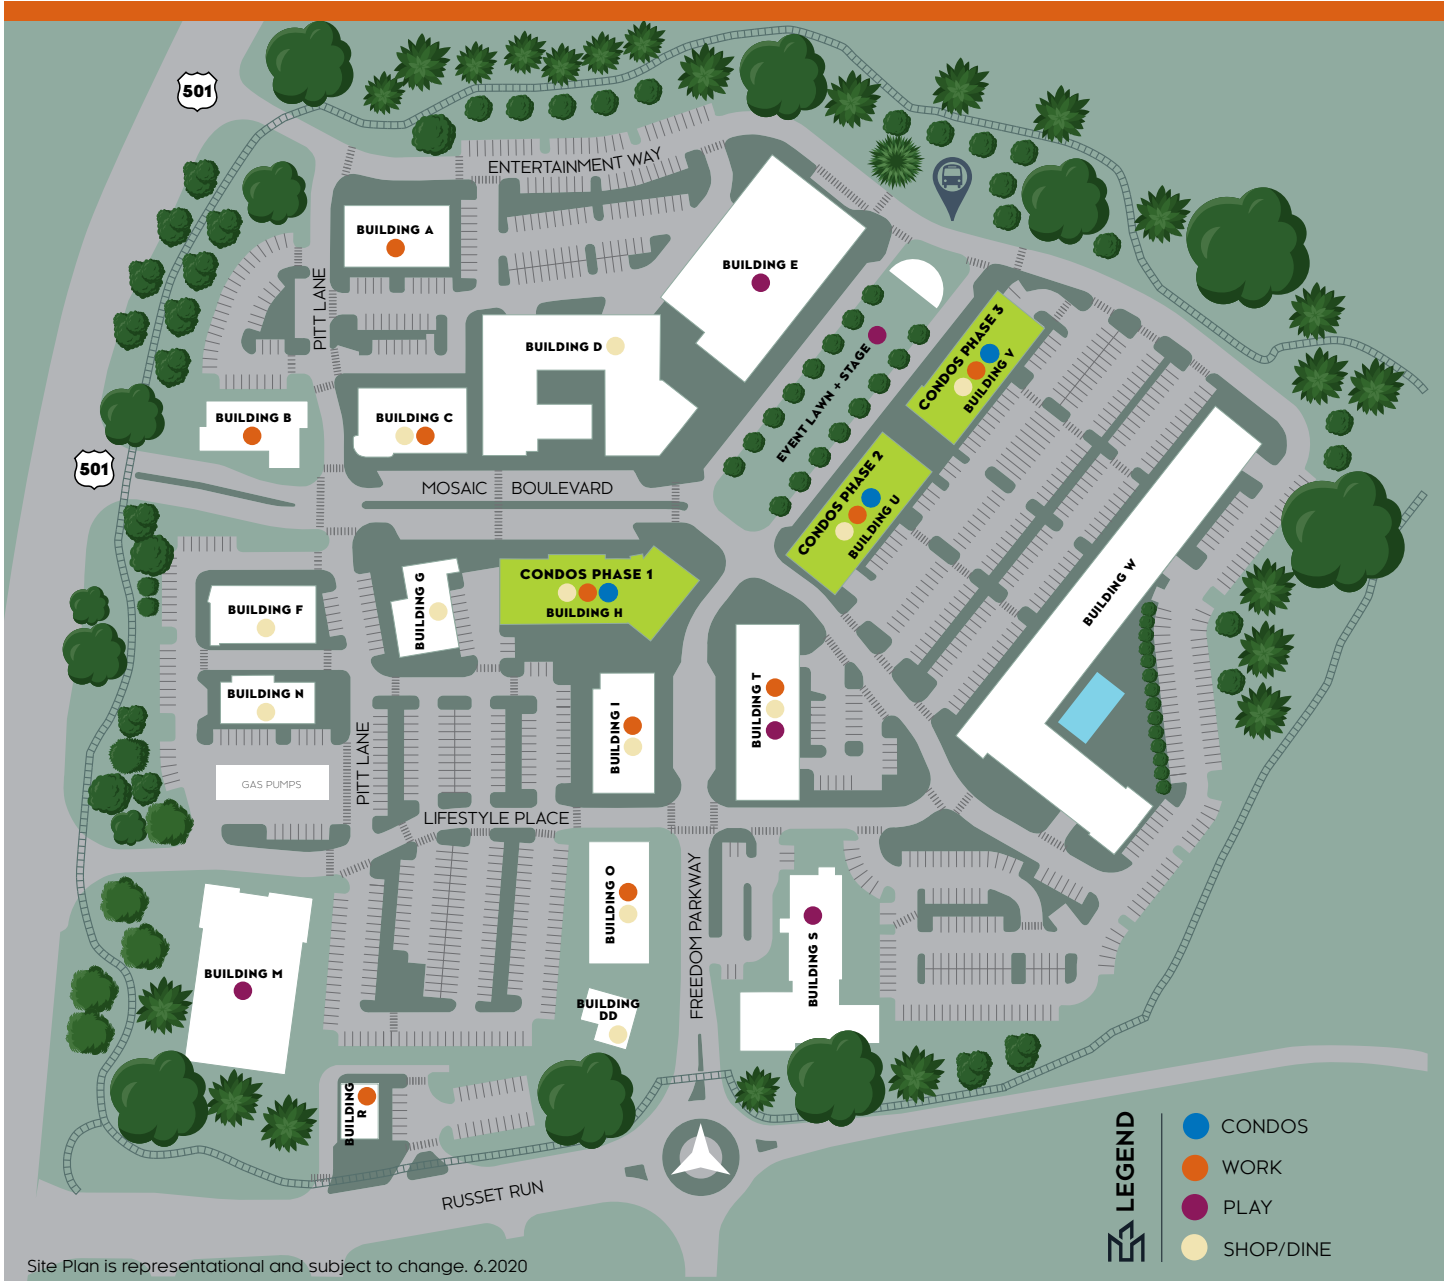 501
ENTERTAINMENT WAY
BUILDING A
PITT LANE
BUILDING E
BUILDING D
EVENT LAWN + STAGE
CONDOS PHASE 3
BUILDING V
BUILDING B
BUILDING C
501
MOSAIC BOULEVARD
CONDOS PHASE 2
BUILDING U
BUILDING W
BUILDING F
BUILDING G
CONDOS PHASE 1
BUILDING H
BUILDING N
BUILDING I
BUILDING T
GAS PUMPS
PITT LANE
LIFESTYLE PLACE
BUILDING O
FREEDOM PARKWAY
BUILDING S
BUILDING M
BUILDING
DD
BUILDING
R
RUSSET RUN
LEGEND
CONDOS
WORK
PLAY
SHOP/DINE
Site Plan is representational and subject to change. 6.2020